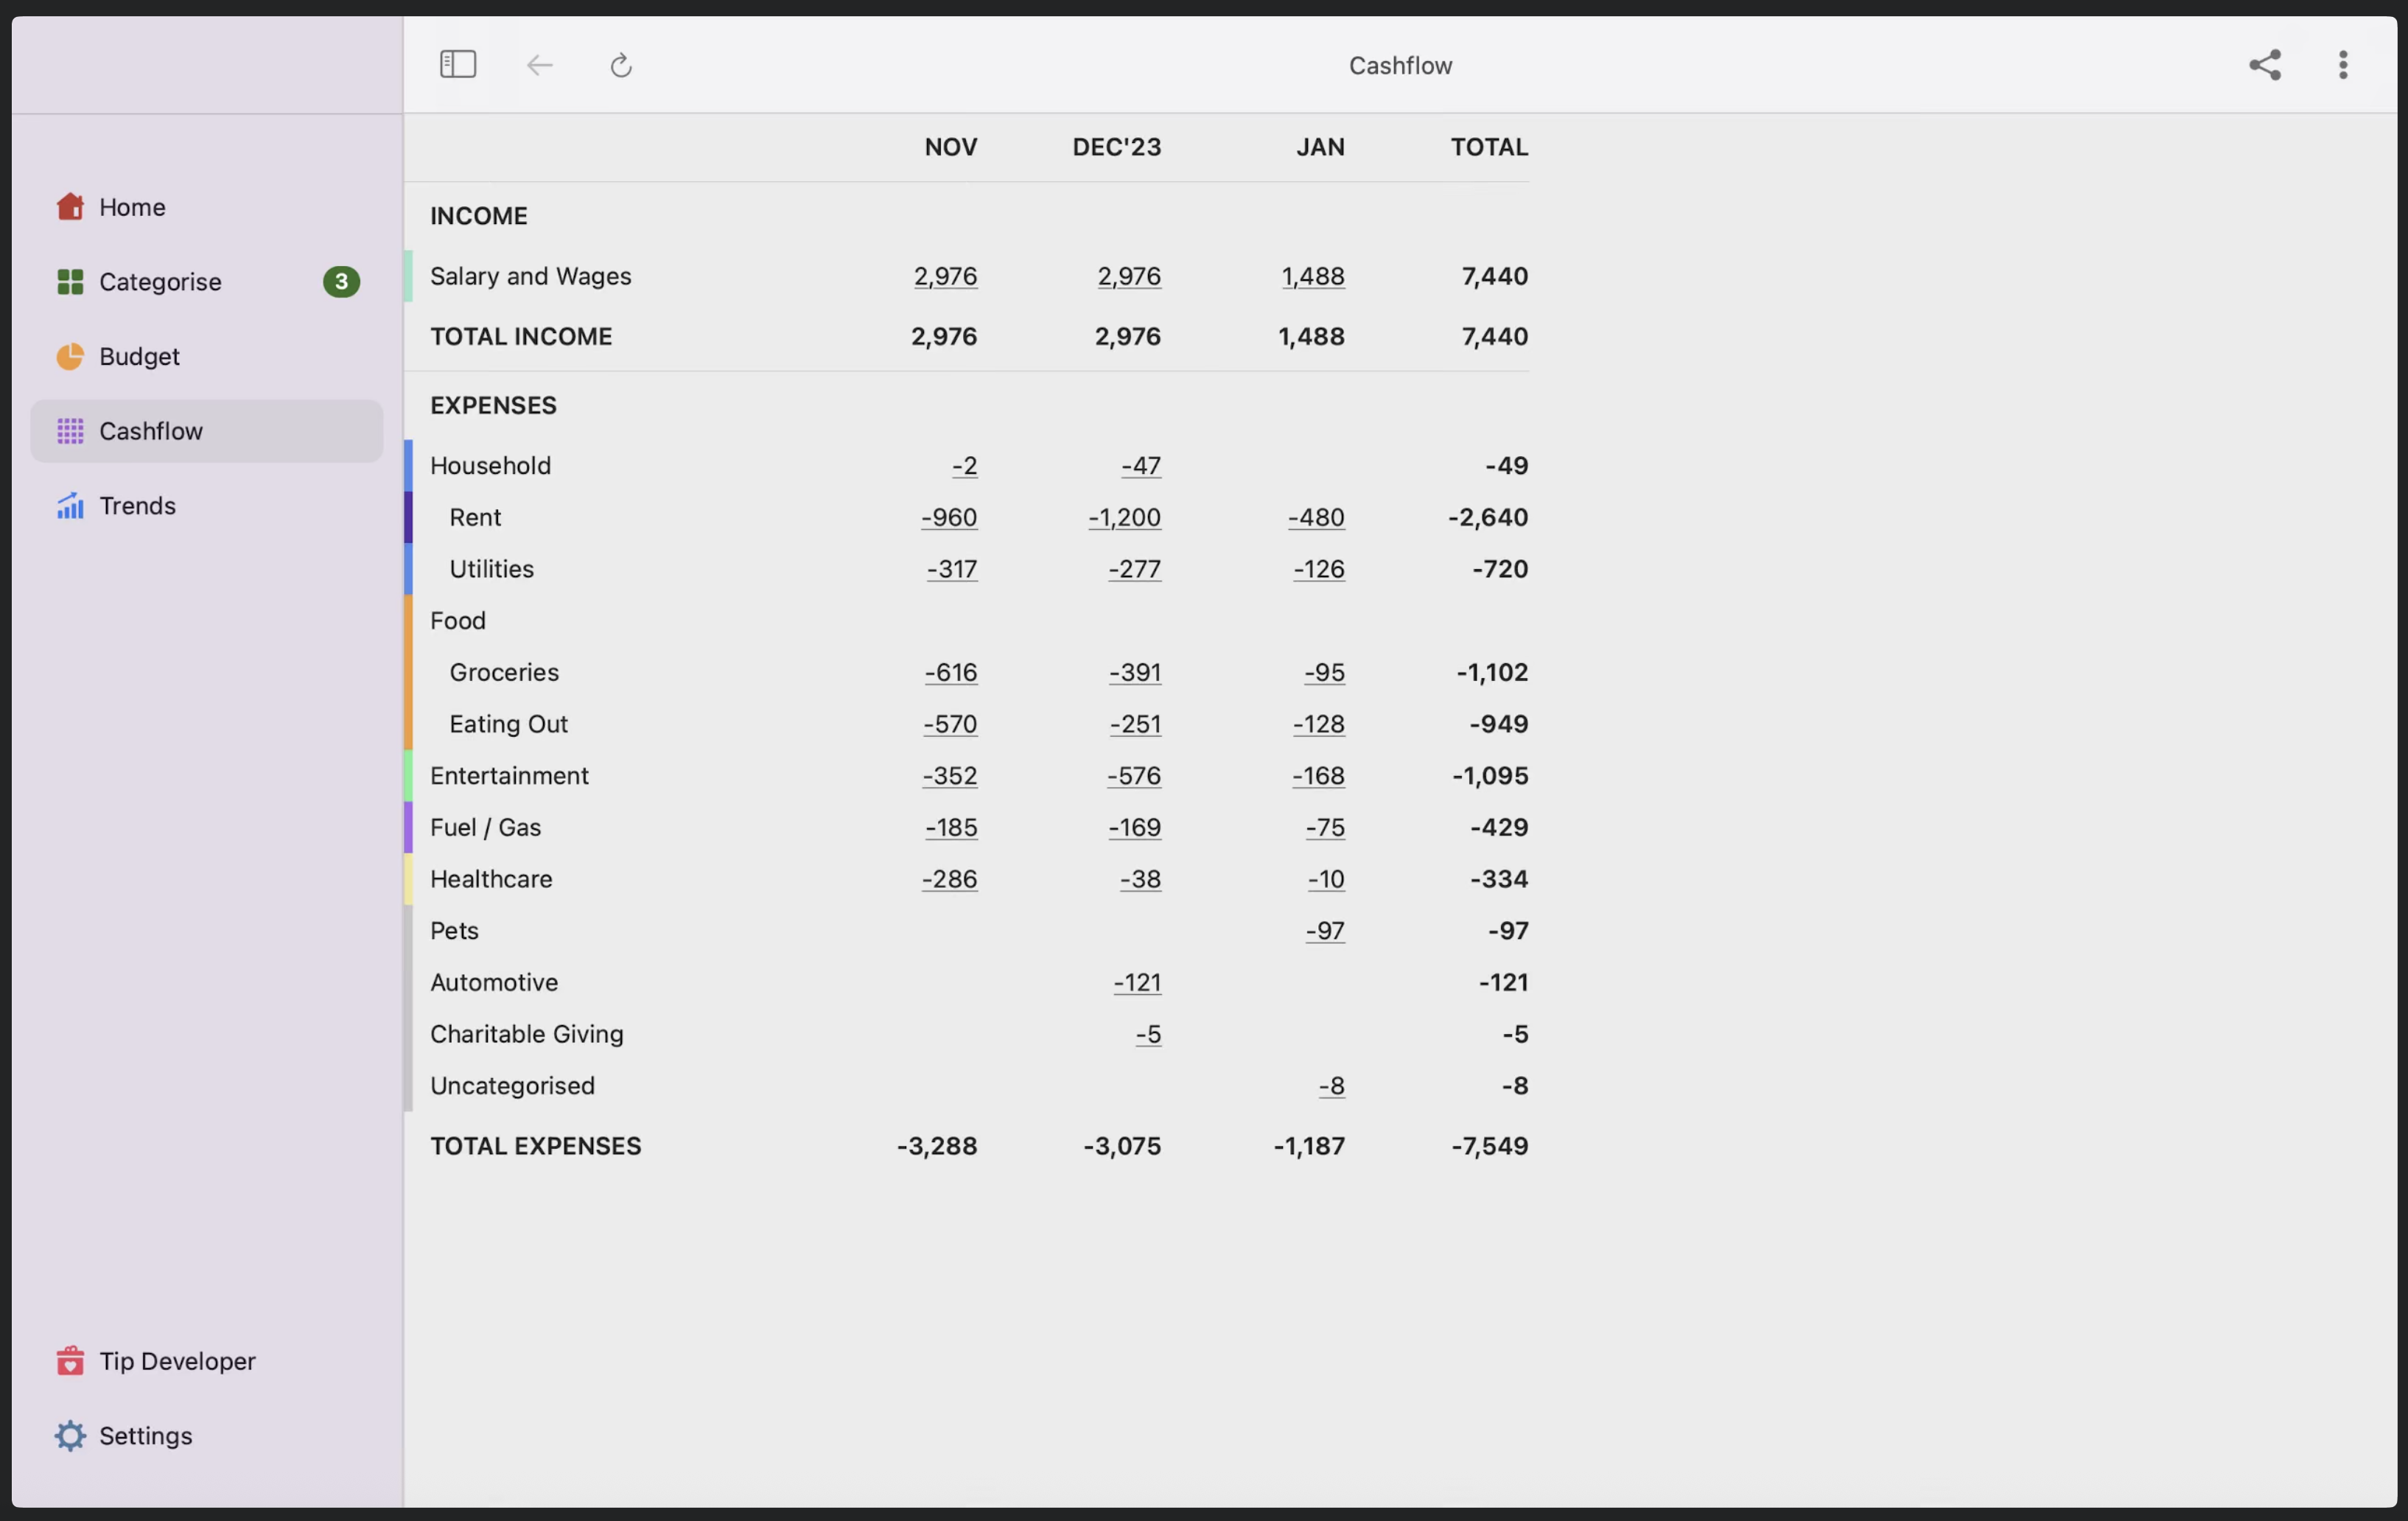 Cashflow
Home
Categorise 3
Budget
Cashflow
Trends
Tip Developer
Settings
NOV DEC'23 JAN TOTAL
INCOME
Salary and Wages 2,976 2,976 1,488 7,440
TOTAL INCOME 2,976 2,976 1,488 7,440
EXPENSES
Household -2 -47 -49
Rent -960 -1,200 -480 -2,640
Utilities -317 -277 -126 -720
Food
Groceries -616 -391 -95 -1,102
Eating Out -570 -251 -128 -949
Entertainment -352 -576 -168 -1,095
Fuel / Gas -185 -169 -75 -429
Healthcare -286 -38 -10 -334
Pets -97 -97
Automotive -121 -121
Charitable Giving -5 -5
Uncategorised -8 -8
TOTAL EXPENSES -3,288 -3,075 -1,187 -7,549